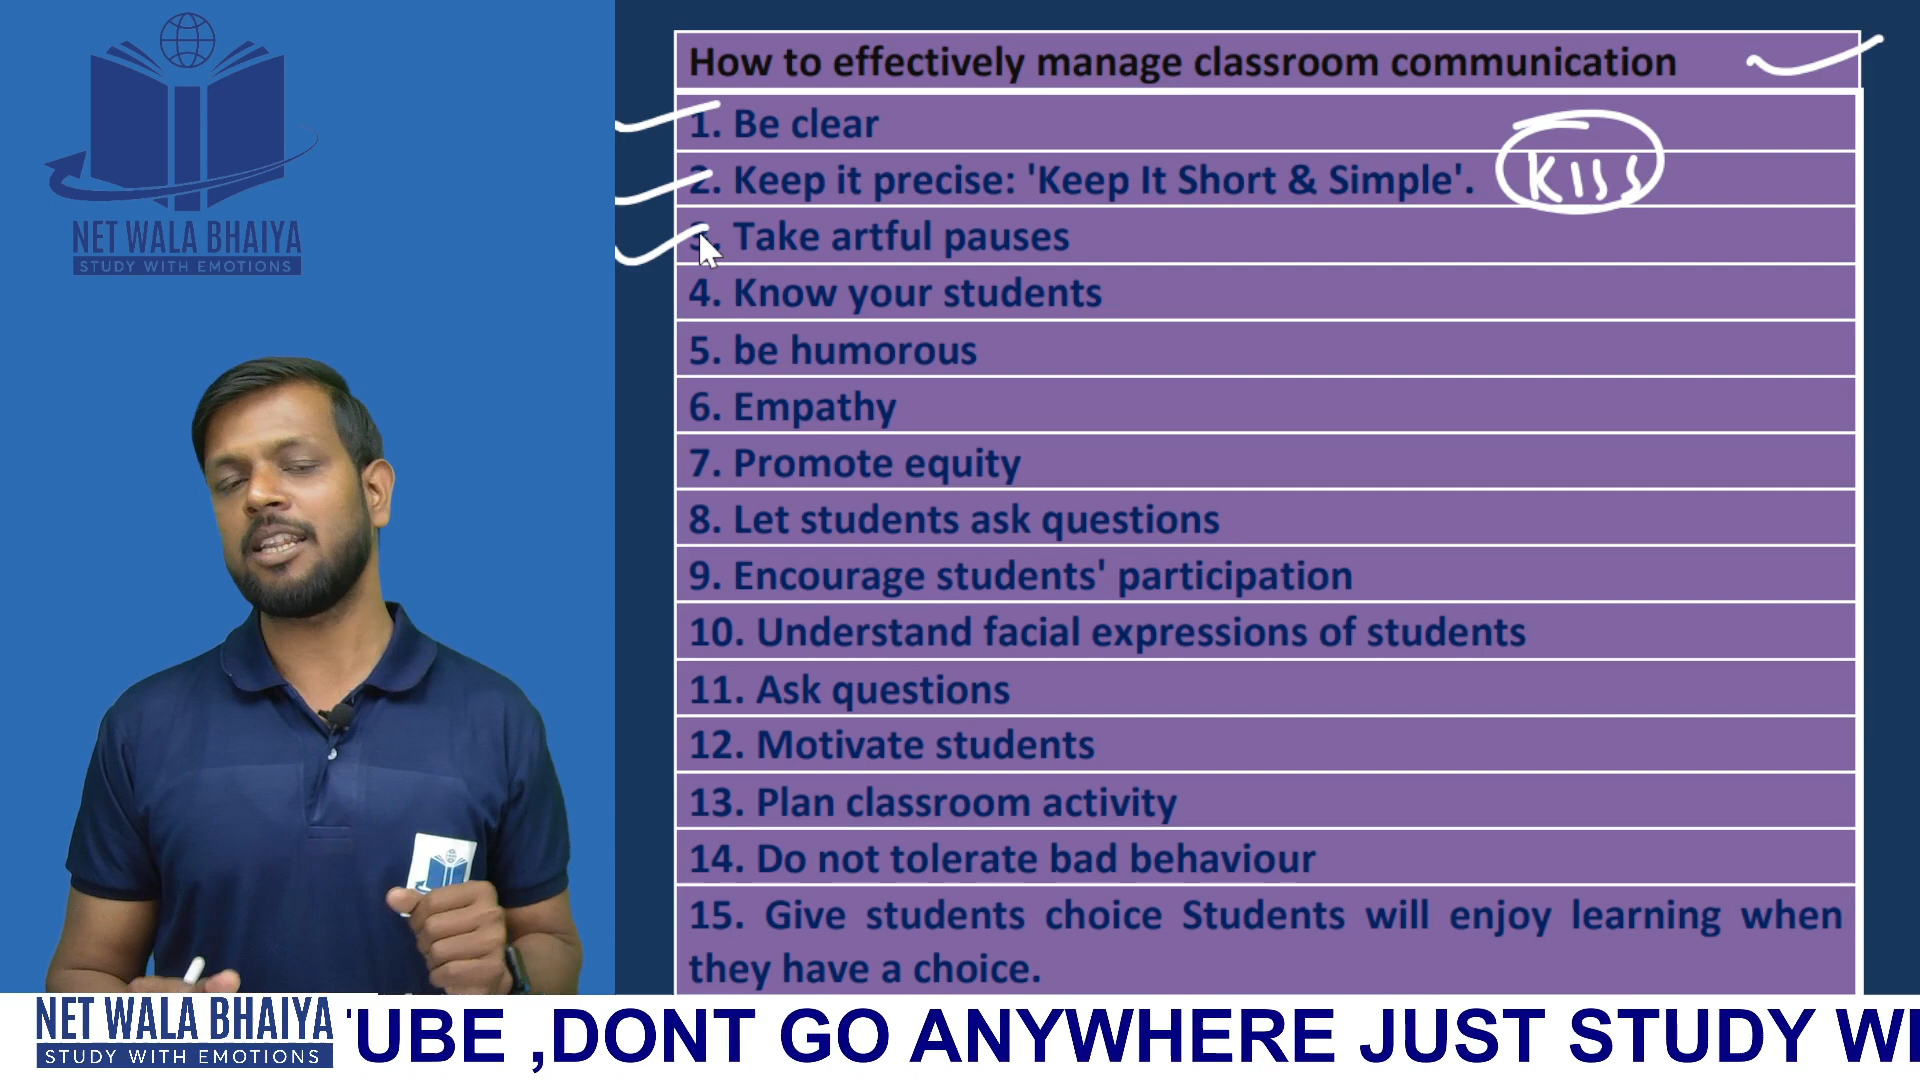 NET WALA BHAIYA
STUDY WITH EMOTIONS
How to effectively manage classroom communication
1. Be clear
2. Keep it precise: 'Keep It Short & Simple'.
KISS
3. Take artful pauses
4. Know your students
5. be humorous
6. Empathy
7. Promote equity
8. Let students ask questions
9. Encourage students' participation
10. Understand facial expressions of students
11. Ask questions
12. Motivate students
13. Plan classroom activity
14. Do not tolerate bad behaviour
15. Give students choice Students will enjoy learning when
they have a choice.
NET WALA BHAIYA
STUDY WITH EMOTIONS
UBE ,DONT GO ANYWHERE JUST STUDY WI